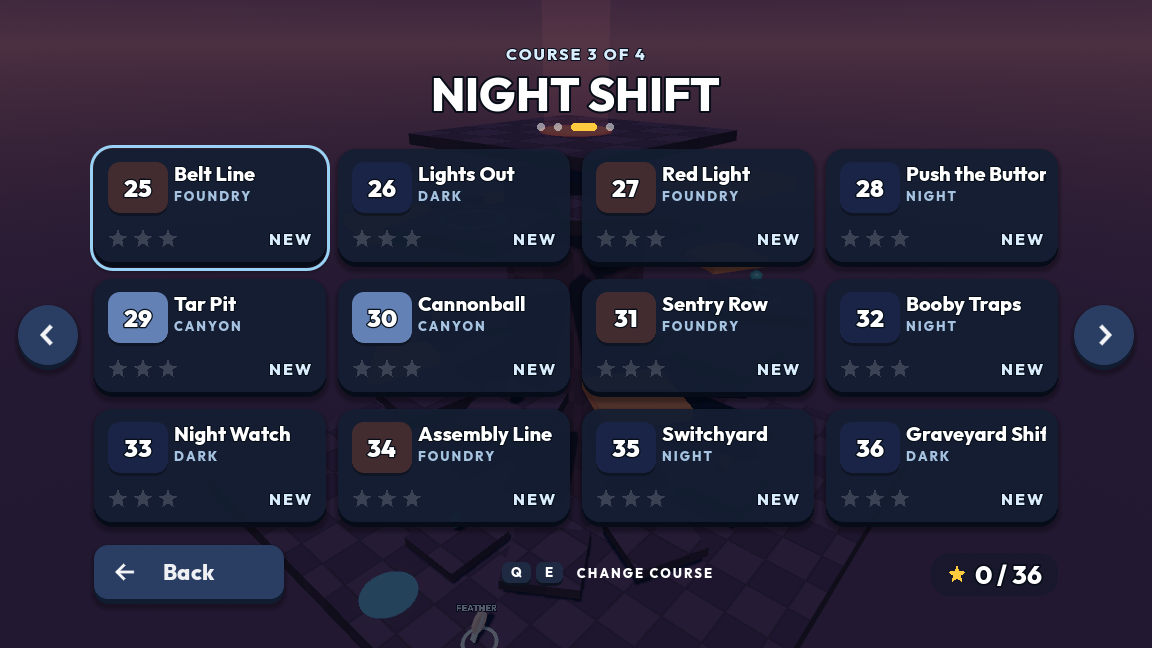 COURSE 3 OF 4
NIGHT SHIFT
25
Belt Line
FOUNDRY
NEW
26
Lights Out
DARK
NEW
27
Red Light
FOUNDRY
NEW
28
Push the Button
NIGHT
NEW
29
Tar Pit
CANYON
NEW
30
Cannonball
CANYON
NEW
31
Sentry Row
FOUNDRY
NEW
32
Booby Traps
NIGHT
NEW
33
Night Watch
DARK
NEW
34
Assembly Line
FOUNDRY
NEW
35
Switchyard
NIGHT
NEW
36
Graveyard Shif
DARK
NEW
Back
Q E CHANGE COURSE
0 / 36
FEATHER